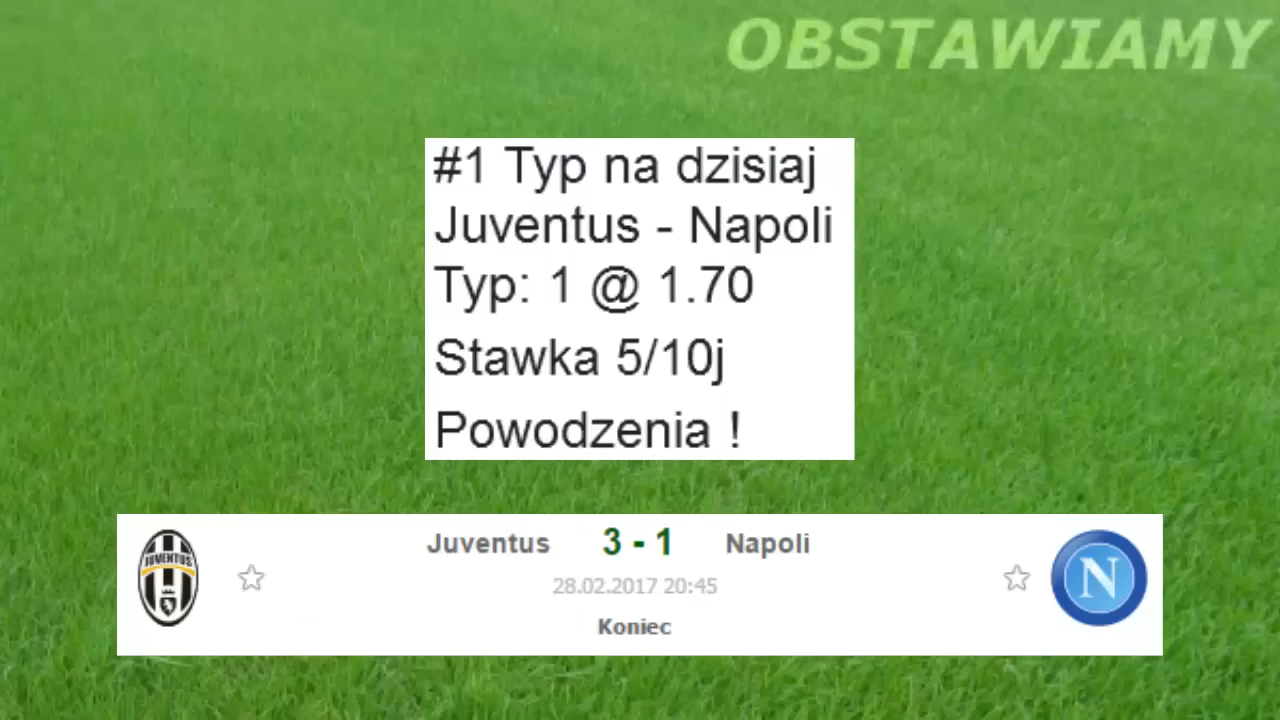 OBSTAWIAMY
#1 Typ na dzisiaj
Juventus - Napoli
Typ: 1 @ 1.70
Stawka 5/10j
Powodzenia !
JUVENTUS
Juventus 3 - 1 Napoli
N
28.02.2017 20:45
Koniec